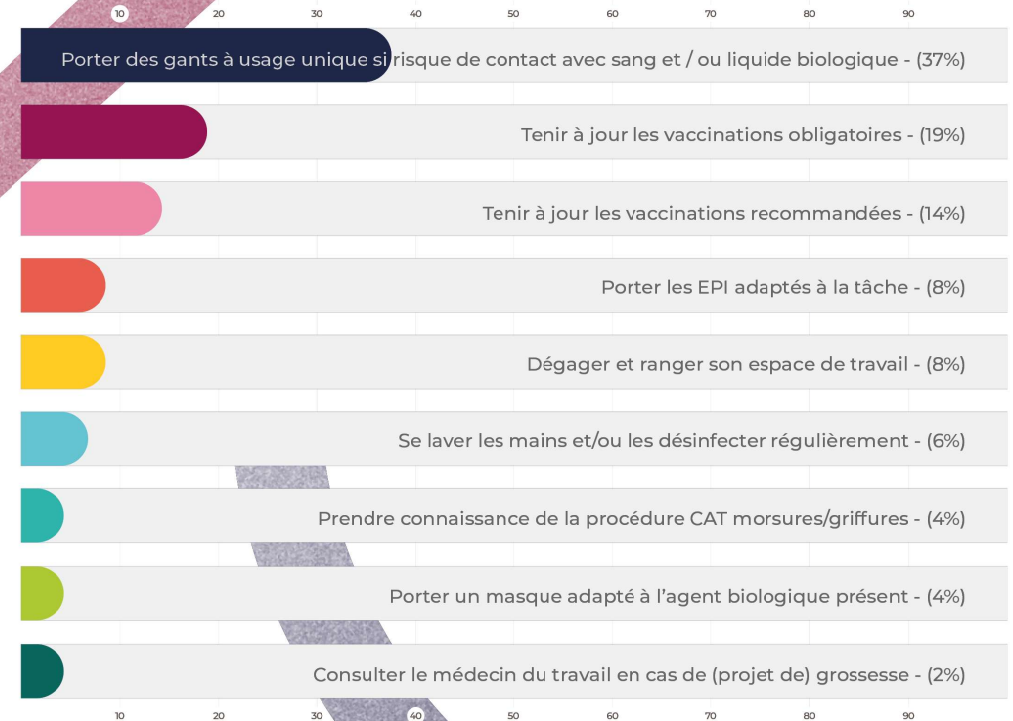 10 20 30 40 50 60 70 80 90
Porter des gants à usage unique si risque de contact avec sang et / ou liquide biologique - (37%)
Tenir à jour les vaccinations obligatoires - (19%)
Tenir à jour les vaccinations recommandées - (14%)
Porter les EPI adaptés à la tâche - (8%)
Dégager et ranger son espace de travail - (8%)
Se laver les mains et/ou les désinfecter régulièrement - (6%)
Prendre connaissance de la procédure CAT morsures/griffures - (4%)
Porter un masque adapté à l’agent biologique présent - (4%)
Consulter le médecin du travail en cas de (projet de) grossesse - (2%)
10 20 30 40 50 60 70 80 90